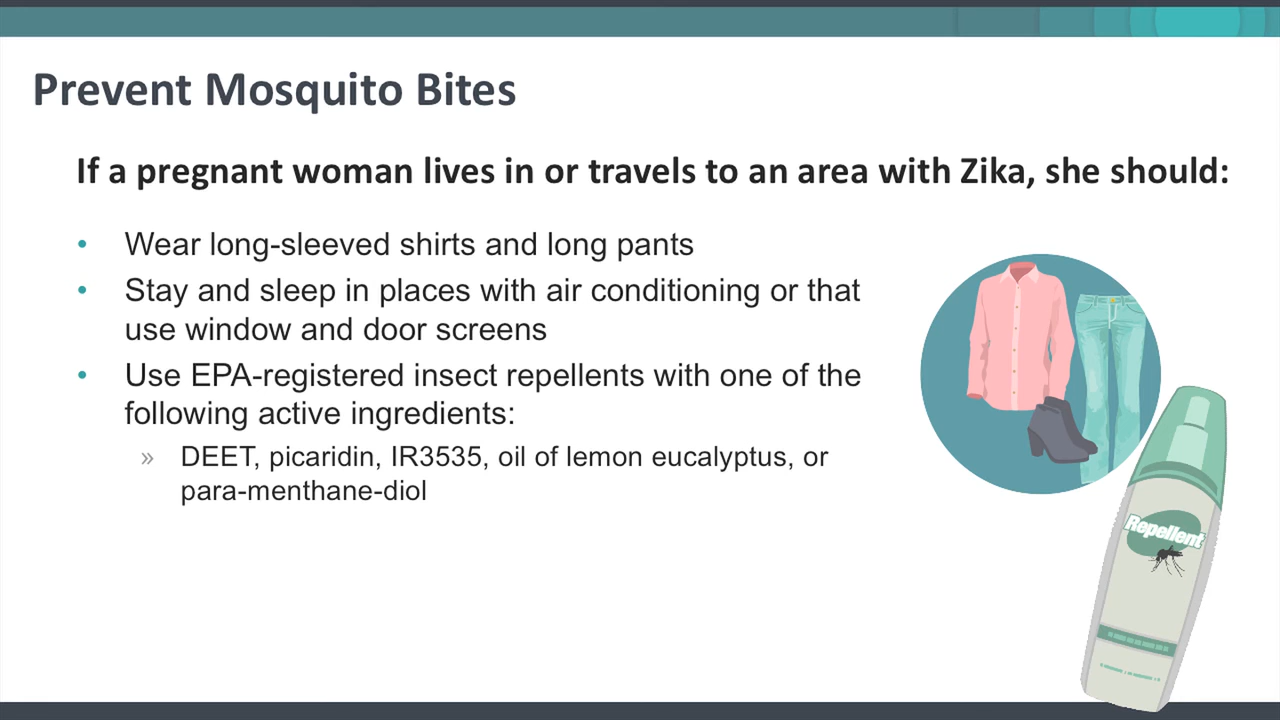 Prevent Mosquito Bites
If a pregnant woman lives in or travels to an area with Zika, she should:
• Wear long-sleeved shirts and long pants
• Stay and sleep in places with air conditioning or that
use window and door screens
• Use EPA-registered insect repellents with one of the
following active ingredients:
» DEET, picaridin, IR3535, oil of lemon eucalyptus, or
para-menthane-diol
Repellent